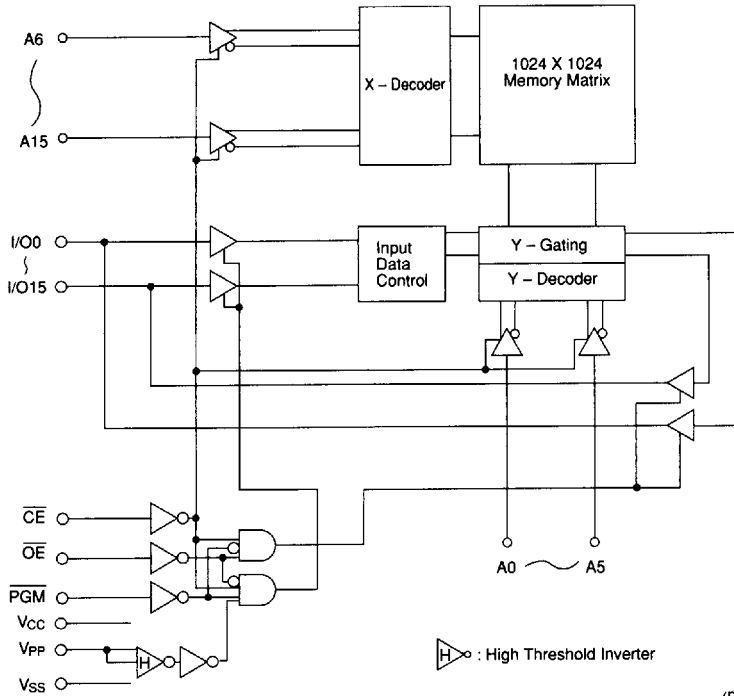 A6
A15
X – Decoder
1024 X 1024
Memory Matrix
I/O0
I/O15
Input
Data
Control
Y – Gating
Y – Decoder
CE
OE
PGM
A0
A5
VCC
VPP
H
VSS
H : High Threshold Inverter